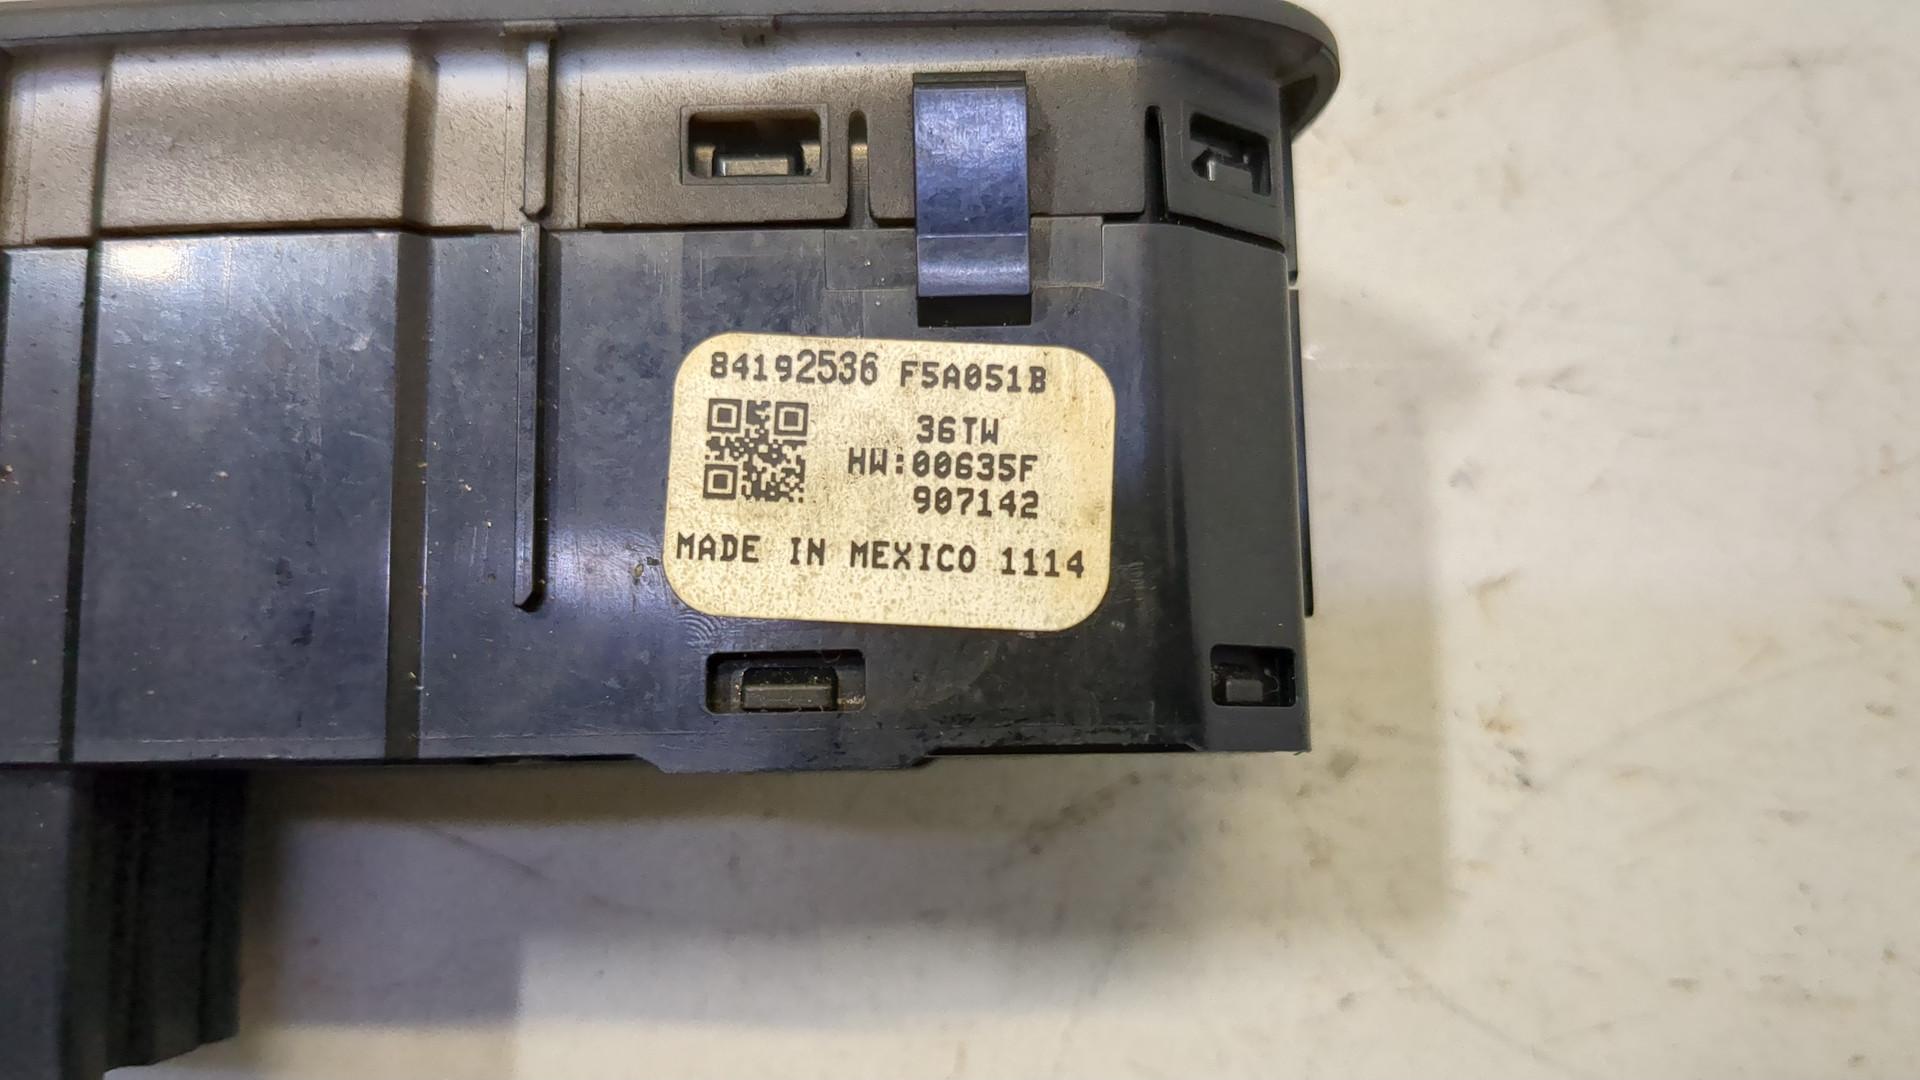 84192536 F5A051B
36TW
HW:00635F
907142
MADE IN MEXICO 1114